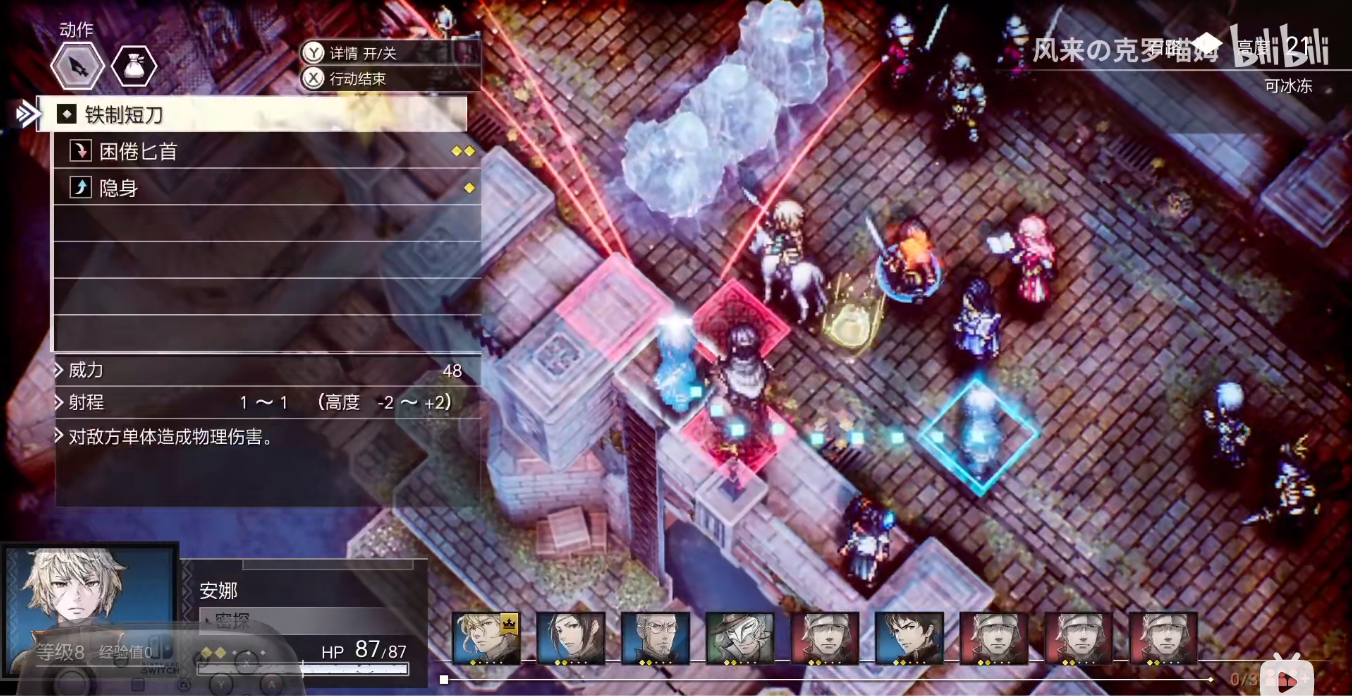 动作
Y 详情 开/关
X 行动结束
风来の克罗喵姆
bilibili
高度 21
可冰冻
铁制短刀
困倦匕首
隐身
威力 48
射程 1～1 （高度 -2～+2）
对敌方单体造成物理伤害。
安娜
密探
等级8 经验值0
HP 87/87
SWITCH
Y
A
0/3